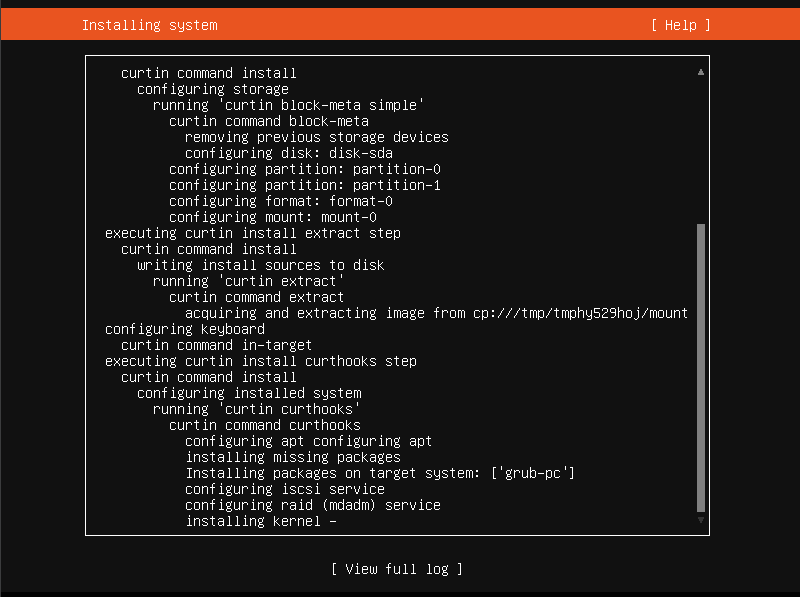 Installing system [ Help ]
curtin command install
configuring storage
running 'curtin block-meta simple'
curtin command block-meta
removing previous storage devices
configuring disk: disk-sda
configuring partition: partition-0
configuring partition: partition-1
configuring format: format-0
configuring mount: mount-0
executing curtin install extract step
curtin command install
writing install sources to disk
running 'curtin extract'
curtin command extract
acquiring and extracting image from cp:///tmp/tmphy529hoj/mount
configuring keyboard
curtin command in-target
executing curtin install curthooks step
curtin command install
configuring installed system
running 'curtin curthooks'
curtin command curthooks
configuring apt configuring apt
installing missing packages
Installing packages on target system: ['grub-pc']
configuring iscsi service
configuring raid (mdadm) service
installing kernel -
[ View full log ]